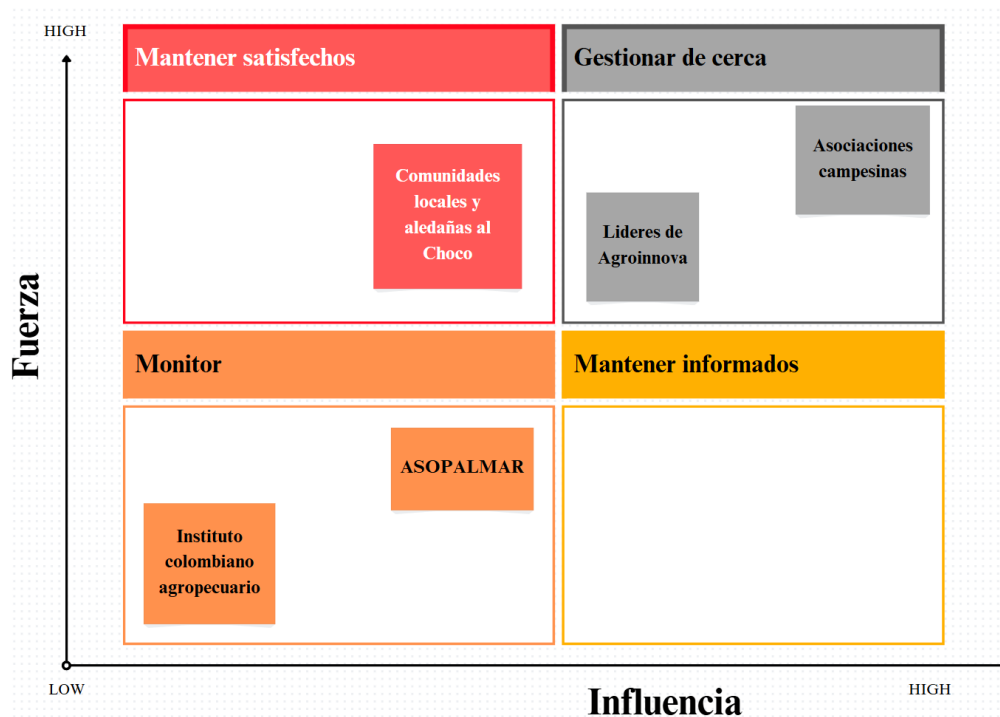 HIGH
Mantener satisfechos
Gestionar de cerca
Comunidades
locales y
aledañas al
Choco
Asociaciones
campesinas
Lideres de
Agroinnova
Fuerza
Monitor
Mantener informados
ASOPALMAR
Instituto
colombiano
agropecuario
LOW
Influencia
HIGH